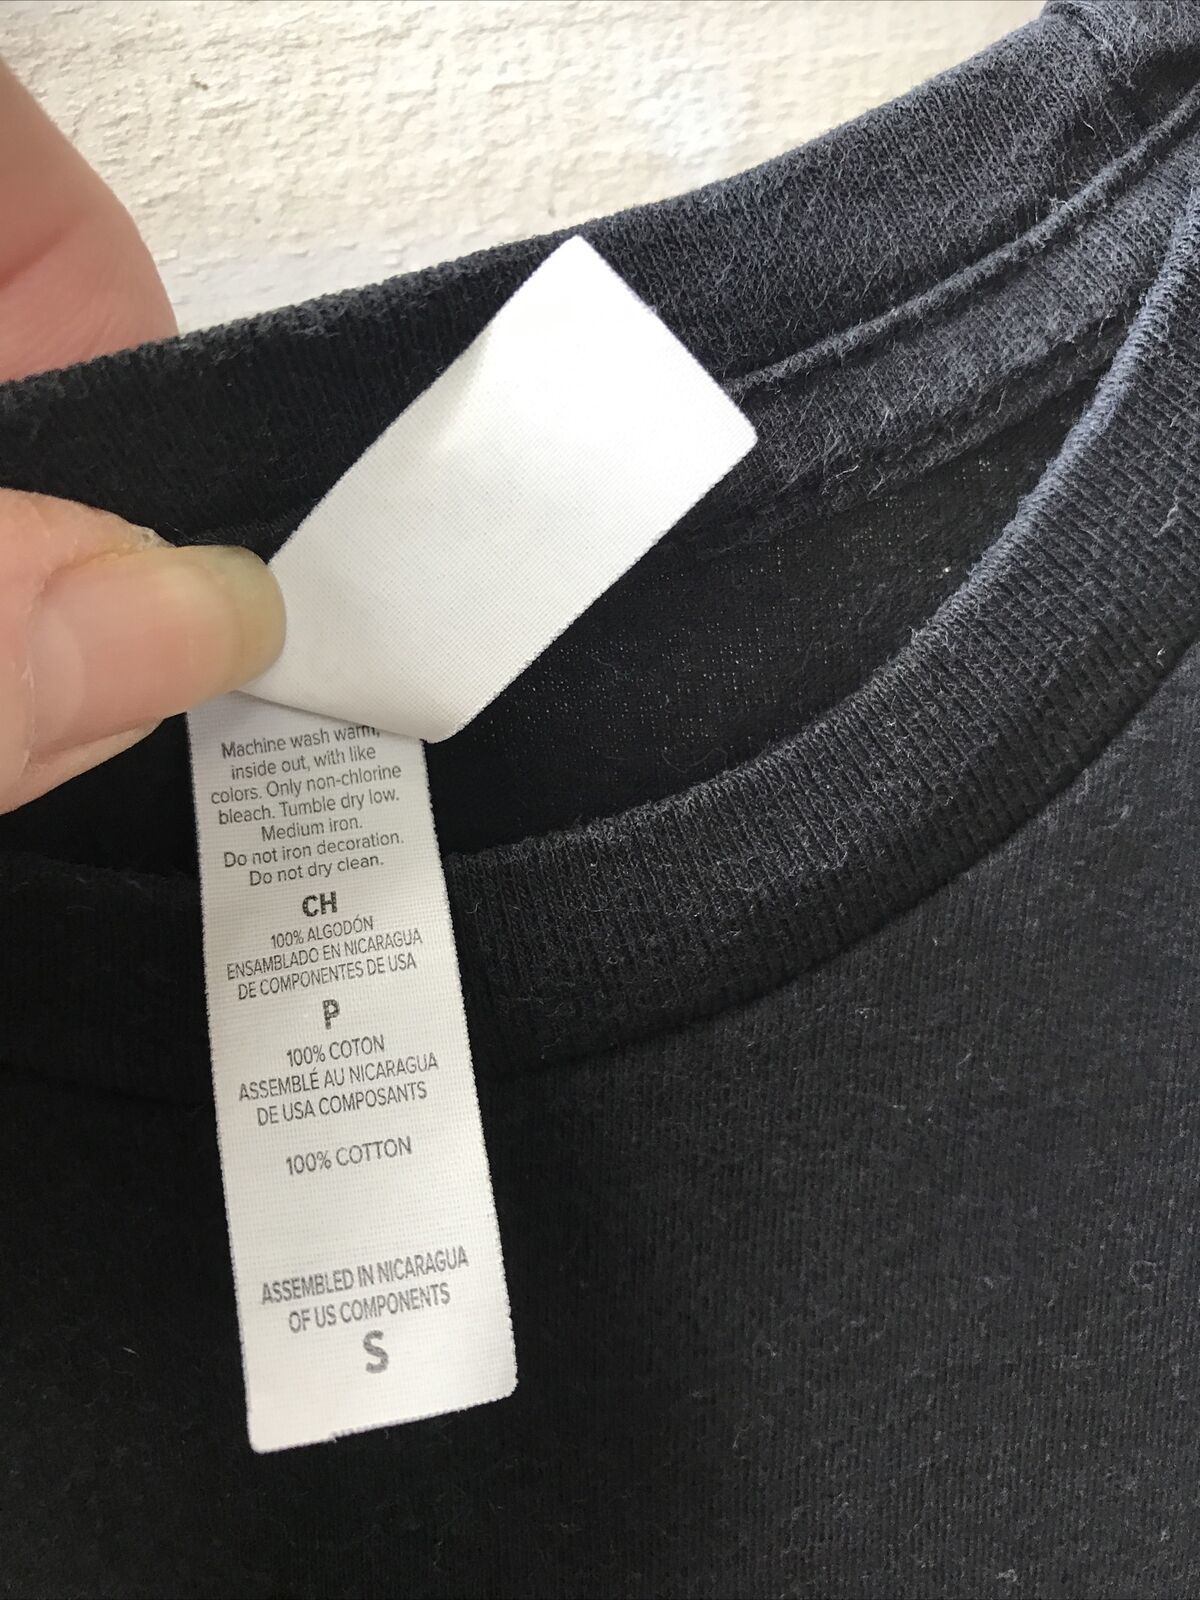 Machine wash warm,
inside out, with like
colors. Only non-chlorine
bleach. Tumble dry low.
Medium iron.
Do not iron decoration.
Do not dry clean.
CH
100% ALGODÓN
ENSAMBLADO EN NICARAGUA
DE COMPONENTES DE USA
P
100% COTON
ASSEMBLÉ AU NICARAGUA
DE USA COMPOSANTS
100% COTTON
ASSEMBLED IN NICARAGUA
OF US COMPONENTS
S